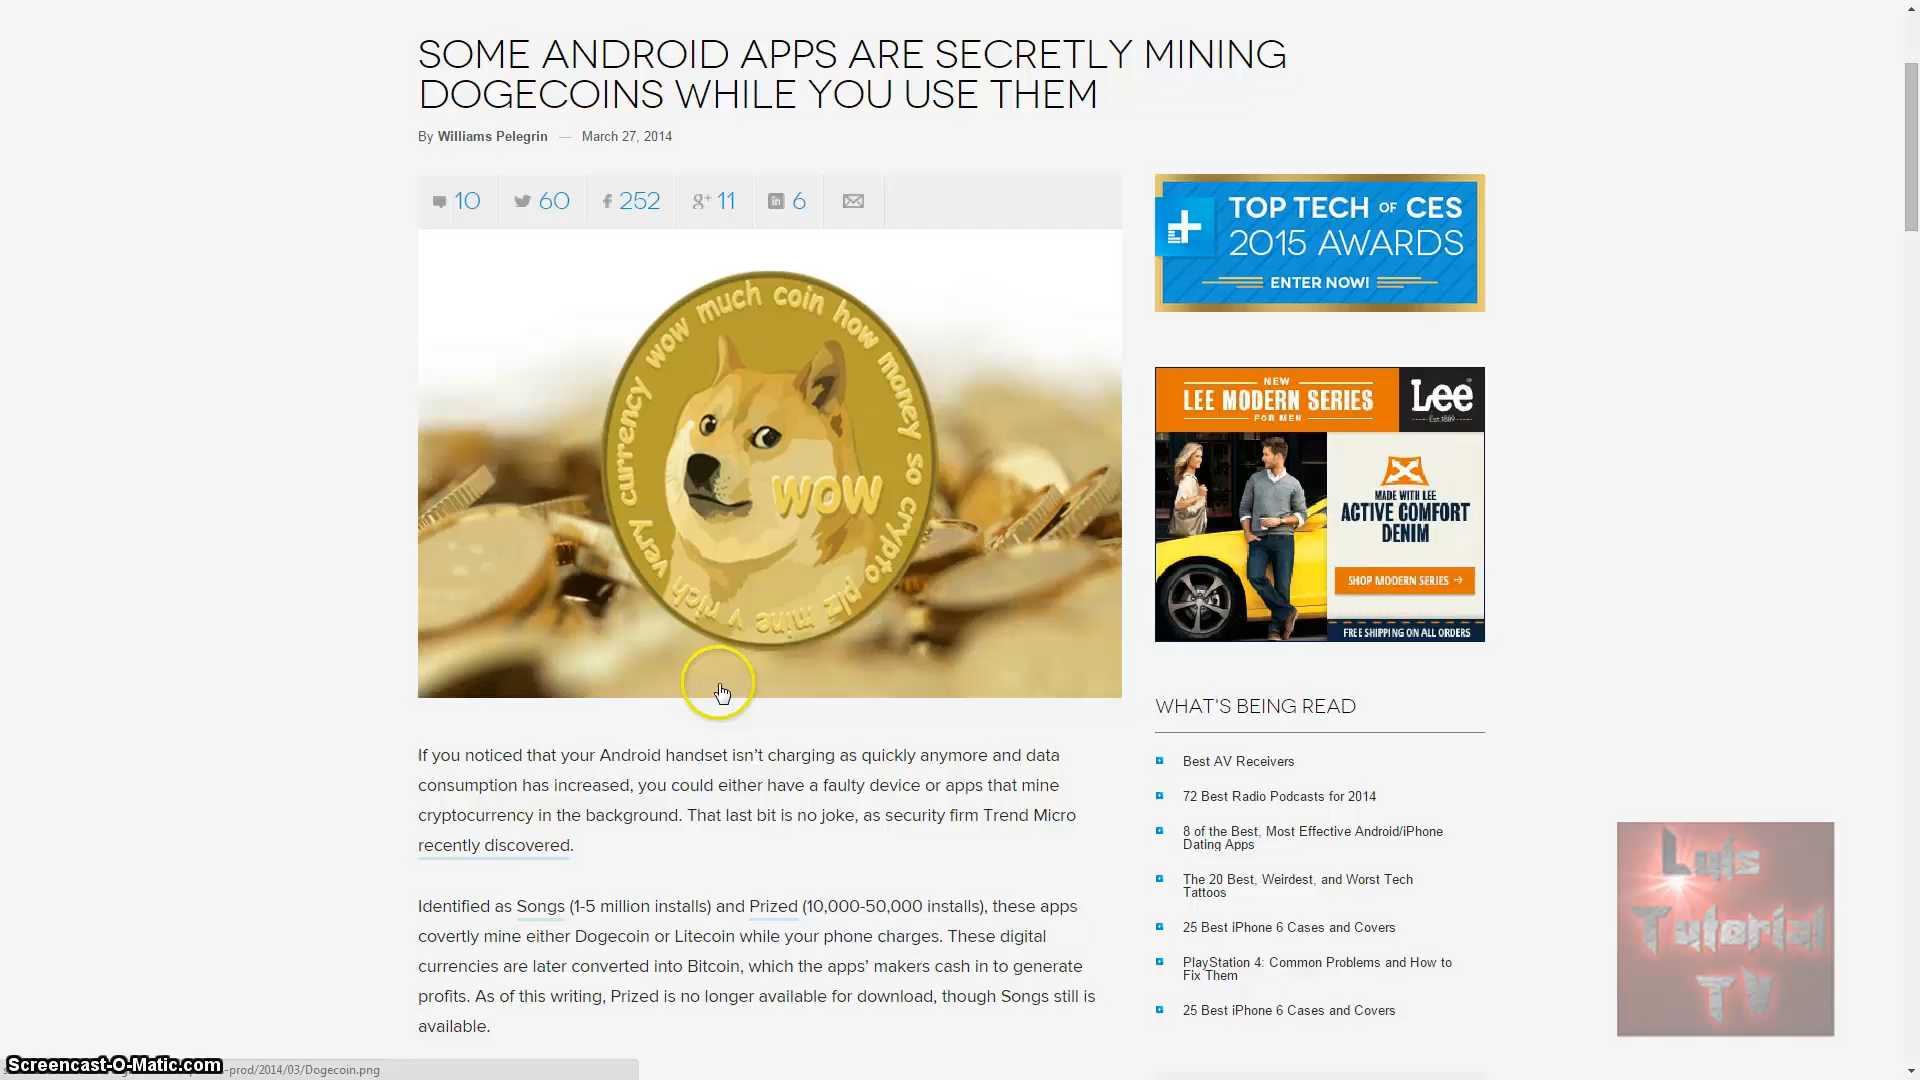 SOME ANDROID APPS ARE SECRETLY MINING
DOGECOINS WHILE YOU USE THEM
By Williams Pelegrin — March 27, 2014
10 60 252 11 6
very currency wow much coin how money so crypto plz mine v rich
WOW
If you noticed that your Android handset isn't charging as quickly anymore and data
consumption has increased, you could either have a faulty device or apps that mine
cryptocurrency in the background. That last bit is no joke, as security firm Trend Micro
recently discovered.
Identified as Songs (1-5 million installs) and Prized (10,000-50,000 installs), these apps
covertly mine either Dogecoin or Litecoin while your phone charges. These digital
currencies are later converted into Bitcoin, which the apps' makers cash in to generate
profits. As of this writing, Prized is no longer available for download, though Songs still is
available.
TOP TECH OF CES
2015 AWARDS
ENTER NOW!
NEW
LEE MODERN SERIES
FOR MEN
Lee
Est.1889
MADE WITH LEE
ACTIVE COMFORT
DENIM
SHOP MODERN SERIES →
FREE SHIPPING ON ALL ORDERS
WHAT'S BEING READ
Best AV Receivers
72 Best Radio Podcasts for 2014
8 of the Best, Most Effective Android/iPhone
Dating Apps
The 20 Best, Weirdest, and Worst Tech
Tattoos
25 Best iPhone 6 Cases and Covers
PlayStation 4: Common Problems and How to
Fix Them
25 Best iPhone 6 Cases and Covers
Luis
Tutorial
TV
Screencast-O-Matic.com
-prod/2014/03/Dogecoin.png